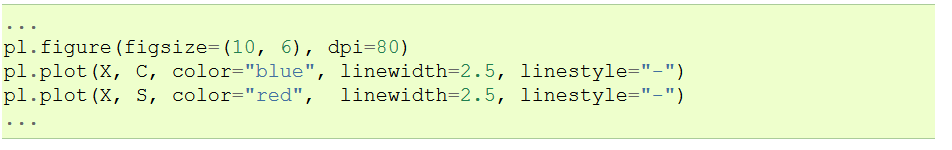 ...
pl.figure(figsize=(10, 6), dpi=80)
pl.plot(X, C, color="blue", linewidth=2.5, linestyle="-")
pl.plot(X, S, color="red",  linewidth=2.5, linestyle="-")
...